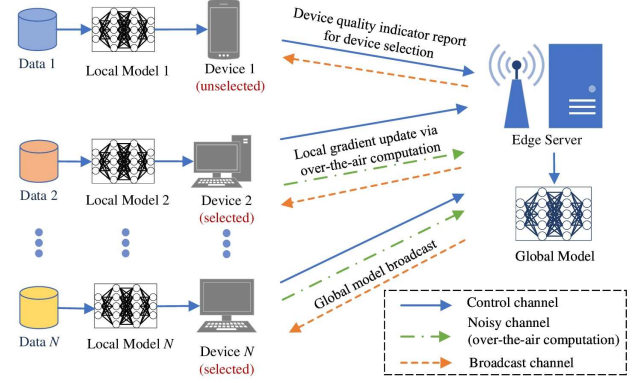 Data 1
Local Model 1
Device 1
(unselected)
Device quality indicator report
for device selection
Edge Server
Data 2
Local Model 2
Device 2
(selected)
Local gradient update via
over-the-air computation
Global Model
Data N
Local Model N
Device N
(selected)
Global model broadcast
Control channel
Noisy channel
(over-the-air computation)
Broadcast channel